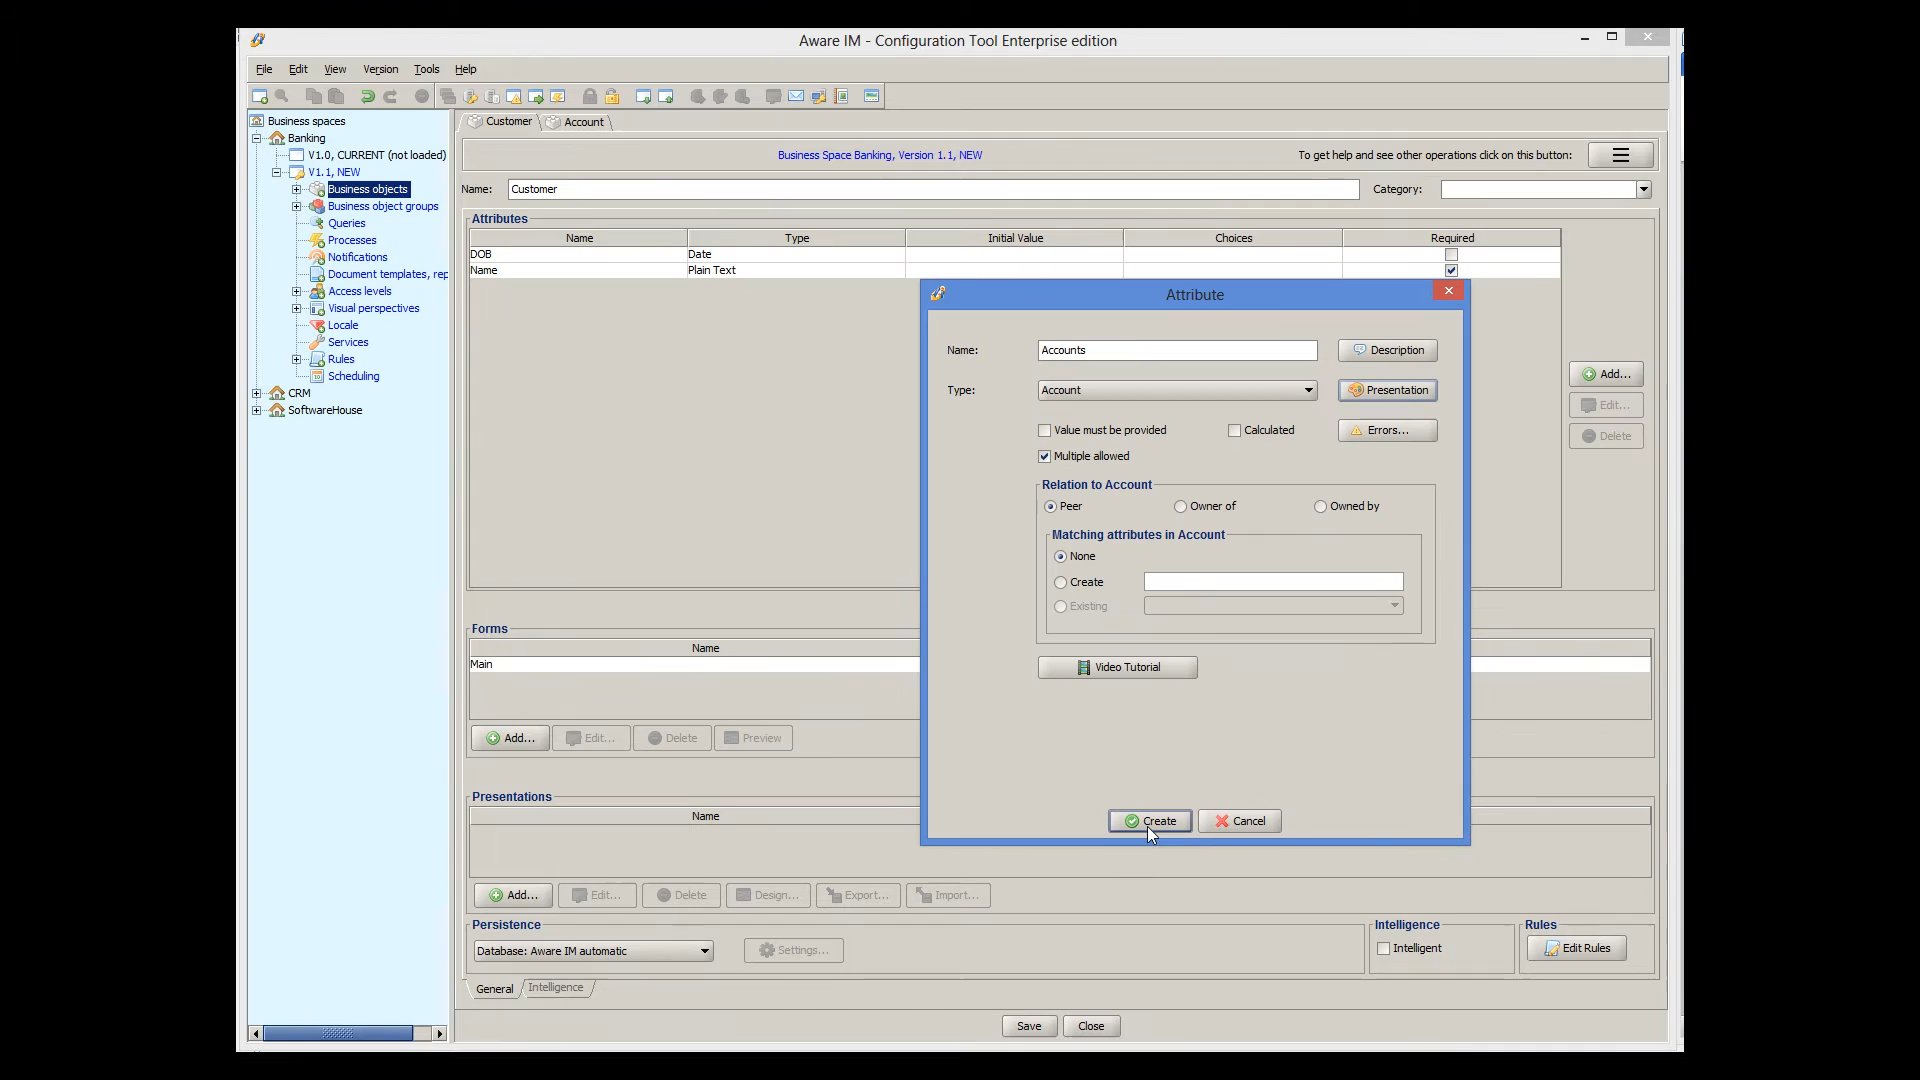 Aware IM - Configuration Tool Enterprise edition
File Edit View Version Tools Help
Business spaces
Banking
V1.0, CURRENT (not loaded)
V1.1, NEW
Business objects
Business object groups
Queries
Processes
Notifications
Document templates, rep
Access levels
Visual perspectives
Locale
Services
Rules
Scheduling
CRM
SoftwareHouse
Customer Account
Business Space Banking, Version 1.1, NEW
To get help and see other operations click on this button:
Name: Customer Category:
Attributes
Name Type Initial Value Choices Required
DOB Date
Name Plain Text
Add...
Edit...
Delete
Attribute
Name: Accounts Description
Type: Account Presentation
Value must be provided Calculated Errors...
Multiple allowed
Relation to Account
Peer Owner of Owned by
Matching attributes in Account
None
Create
Existing
Video Tutorial
Create Cancel
Forms
Name
Main
Add... Edit... Delete Preview
Presentations
Name
Add... Edit... Delete Design... Export... Import...
Persistence Intelligence Rules
Database: Aware IM automatic Settings... Intelligent Edit Rules
General Intelligence
Save Close